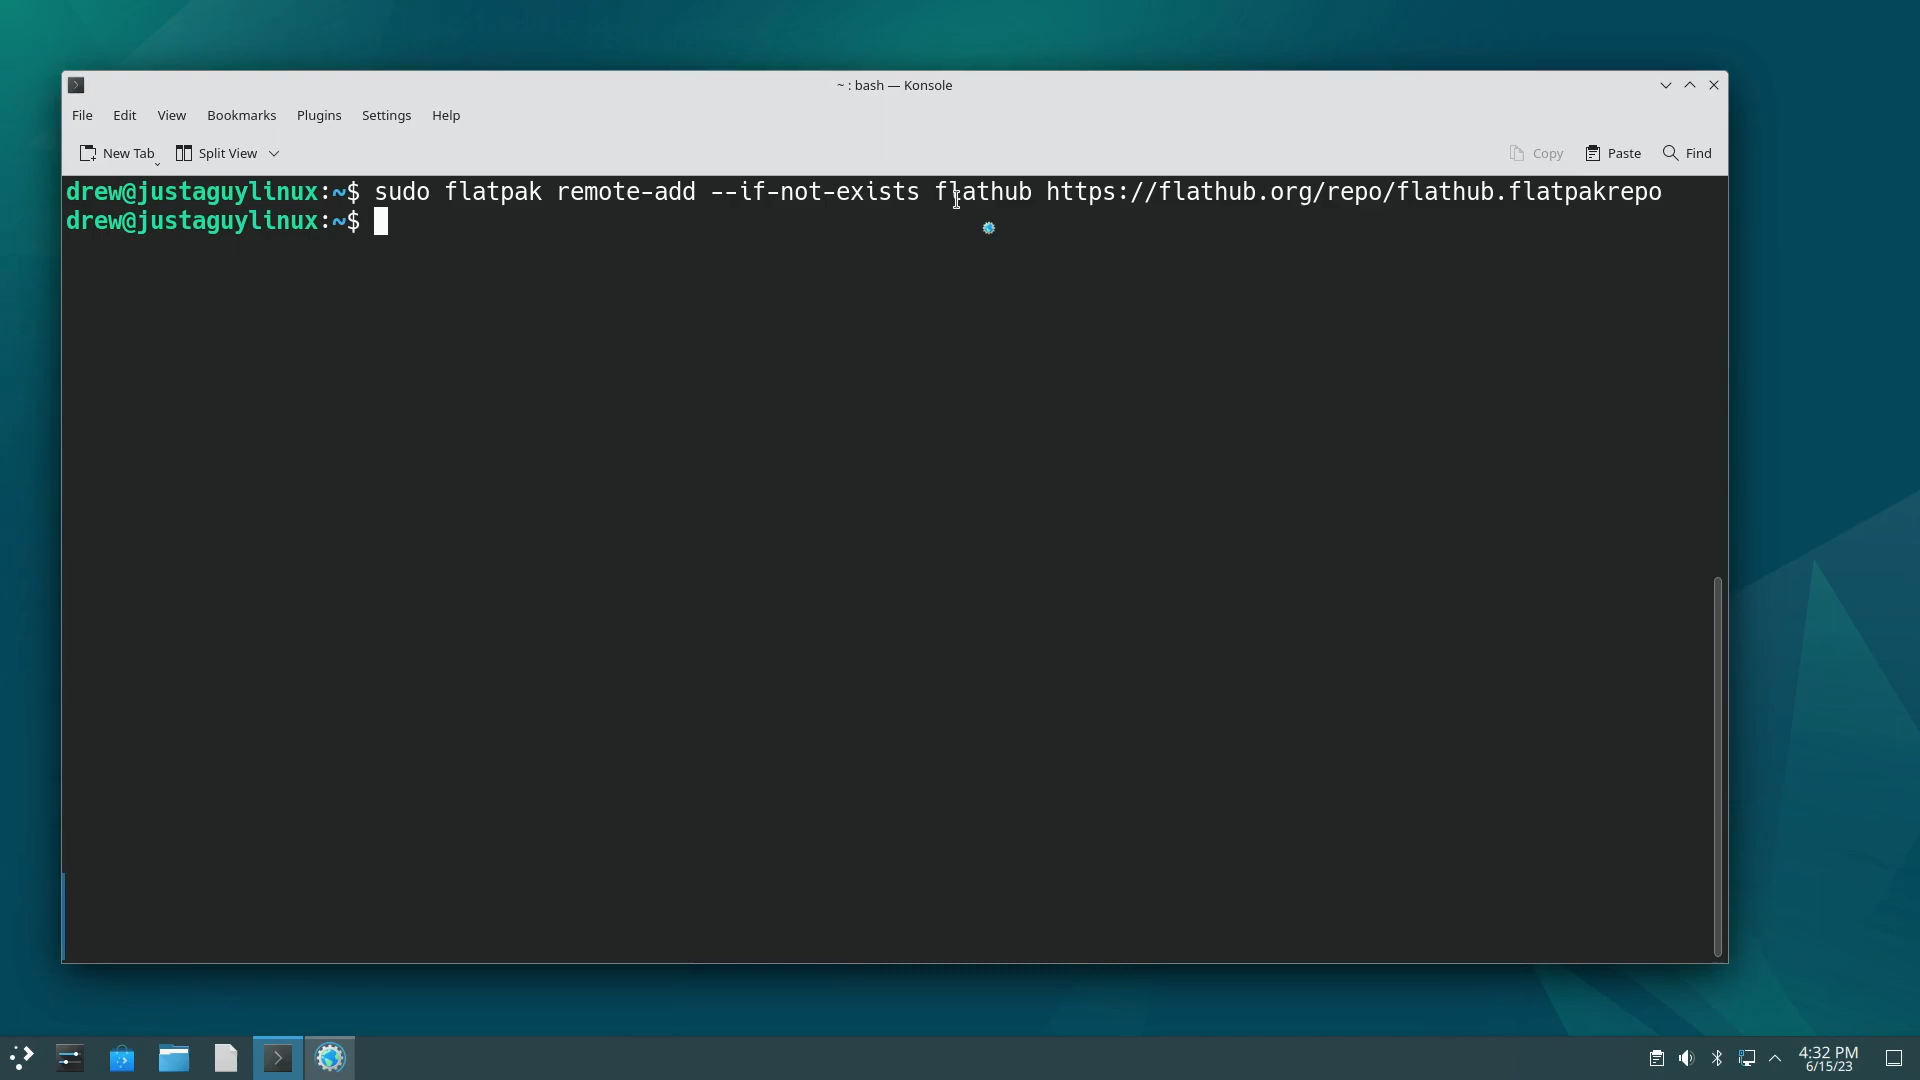 ~ : bash — Konsole
File Edit View Bookmarks Plugins Settings Help
New Tab Split View Copy Paste Find
drew@justaguylinux:~$ sudo flatpak remote-add --if-not-exists flathub https://flathub.org/repo/flathub.flatpakrepo
drew@justaguylinux:~$
4:32 PM
6/15/23